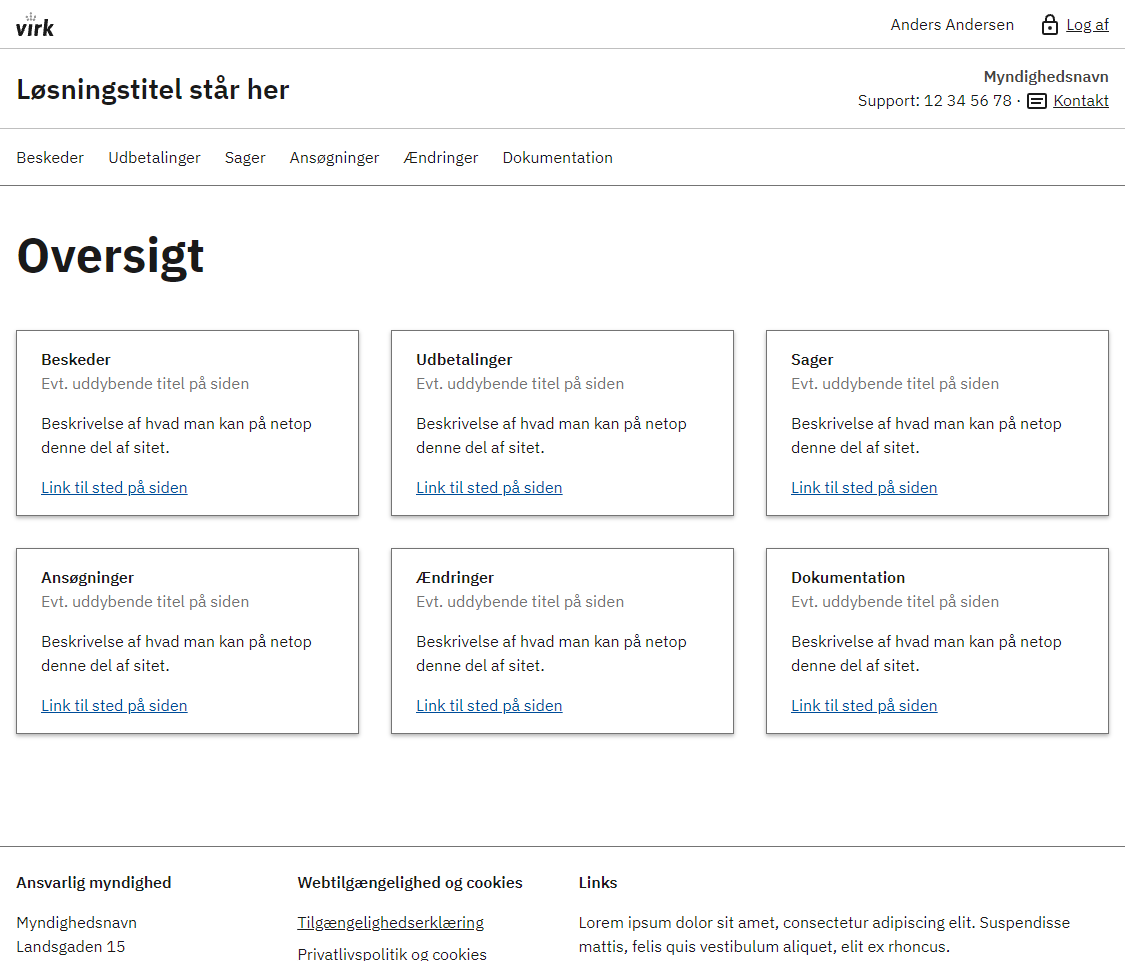 virk
Anders Andersen
Log af
Løsningstitel står her
Myndighedsnavn
Support: 12 34 56 78 · Kontakt
Beskeder Udbetalinger Sager Ansøgninger Ændringer Dokumentation
Oversigt
Beskeder
Evt. uddybende titel på siden
Beskrivelse af hvad man kan på netop
denne del af sitet.
Link til sted på siden
Udbetalinger
Evt. uddybende titel på siden
Beskrivelse af hvad man kan på netop
denne del af sitet.
Link til sted på siden
Sager
Evt. uddybende titel på siden
Beskrivelse af hvad man kan på netop
denne del af sitet.
Link til sted på siden
Ansøgninger
Evt. uddybende titel på siden
Beskrivelse af hvad man kan på netop
denne del af sitet.
Link til sted på siden
Ændringer
Evt. uddybende titel på siden
Beskrivelse af hvad man kan på netop
denne del af sitet.
Link til sted på siden
Dokumentation
Evt. uddybende titel på siden
Beskrivelse af hvad man kan på netop
denne del af sitet.
Link til sted på siden
Ansvarlig myndighed
Myndighedsnavn
Landsgaden 15
Webtilgængelighed og cookies
Tilgængelighedserklæring
Privatlivspolitik og cookies
Links
Lorem ipsum dolor sit amet, consectetur adipiscing elit. Suspendisse
mattis, felis quis vestibulum aliquet, elit ex rhoncus.